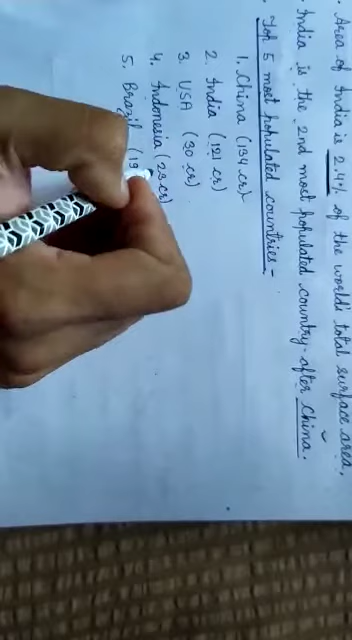 · Area of India is 2.4% of the world's total surface area.
· India is the 2nd most populated country after China.
· Top 5 most populated countries -
1. China (134 cr)
2. India (121 cr)
3. USA (30 cr)
4. Indonesia (23 cr)
5. Brazil (19